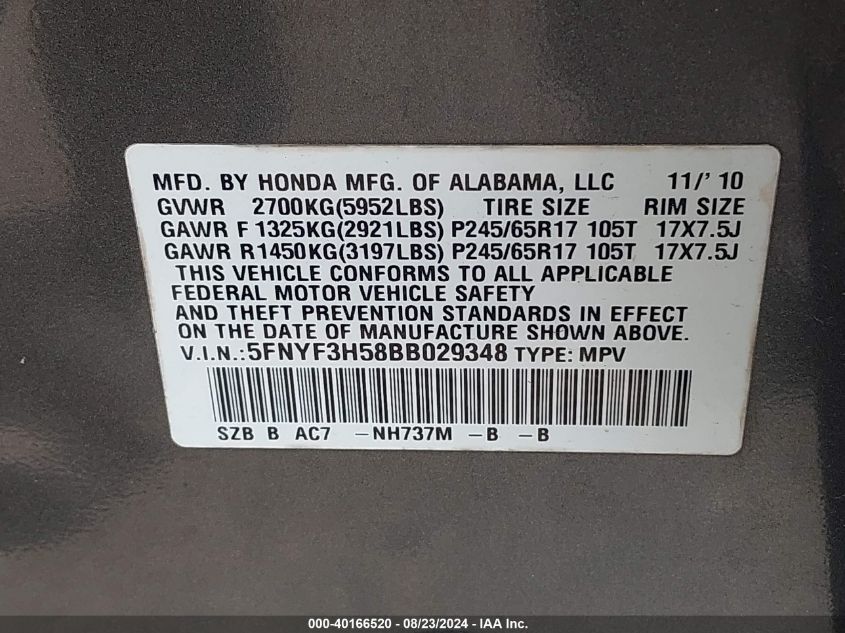 MFD. BY HONDA MFG. OF ALABAMA, LLC 11/'10
GVWR 2700KG(5952LBS) TIRE SIZE RIM SIZE
GAWR F 1325KG(2921LBS) P245/65R17 105T 17X7.5J
GAWR R1450KG(3197LBS) P245/65R17 105T 17X7.5J
THIS VEHICLE CONFORMS TO ALL APPLICABLE
FEDERAL MOTOR VEHICLE SAFETY
AND THEFT PREVENTION STANDARDS IN EFFECT
ON THE DATE OF MANUFACTURE SHOWN ABOVE.
V.I.N.:5FNYF3H58BB029348 TYPE: MPV
SZB B AC7 -NH737M -B -B
000-40166520 - 08/23/2024 - IAA Inc.